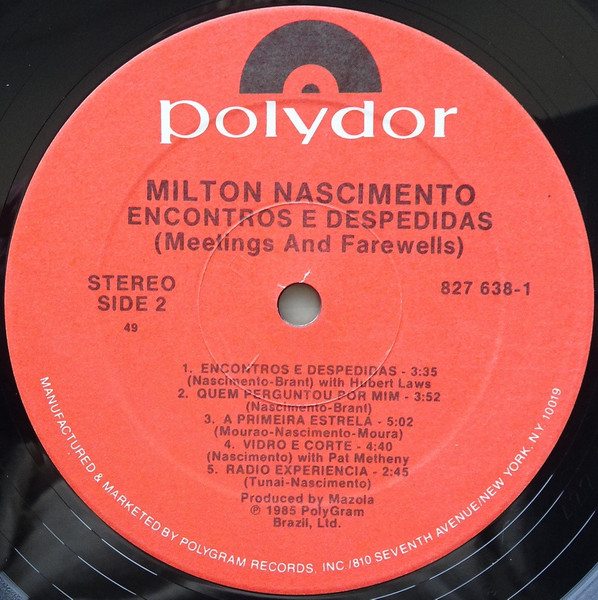 polydor
MILTON NASCIMENTO
ENCONTROS E DESPEDIDAS
(Meetings And Farewells)
STEREO
SIDE 2
827 638-1
49
1. ENCONTROS E DESPEDIDAS - 3:35
(Nascimento-Brant) with Hubert Laws
2. QUEM PERGUNTOU POR MIM - 3:52
(Nascimento-Brant)
3. A PRIMEIRA ESTRELA - 5:02
(Mourao-Nascimento-Moura)
4. VIDRO E CORTE - 4:40
(Nascimento) with Pat Metheny
5. RADIO EXPERIENCIA - 2:45
(Tunai-Nascimento)
Produced by Mazola
℗ 1985 PolyGram
Brazil, Ltd.
MANUFACTURED & MARKETED BY POLYGRAM RECORDS, INC./810 SEVENTH AVENUE/NEW YORK, N.Y. 10019